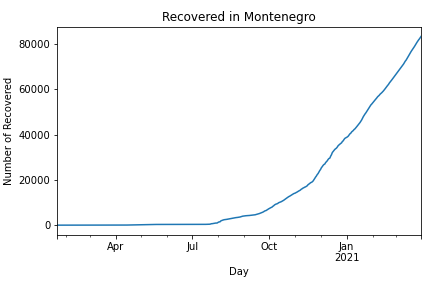 Recovered in Montenegro
Number of Recovered
80000
60000
40000
20000
0
Apr
Jul
Oct
Jan
2021
Day